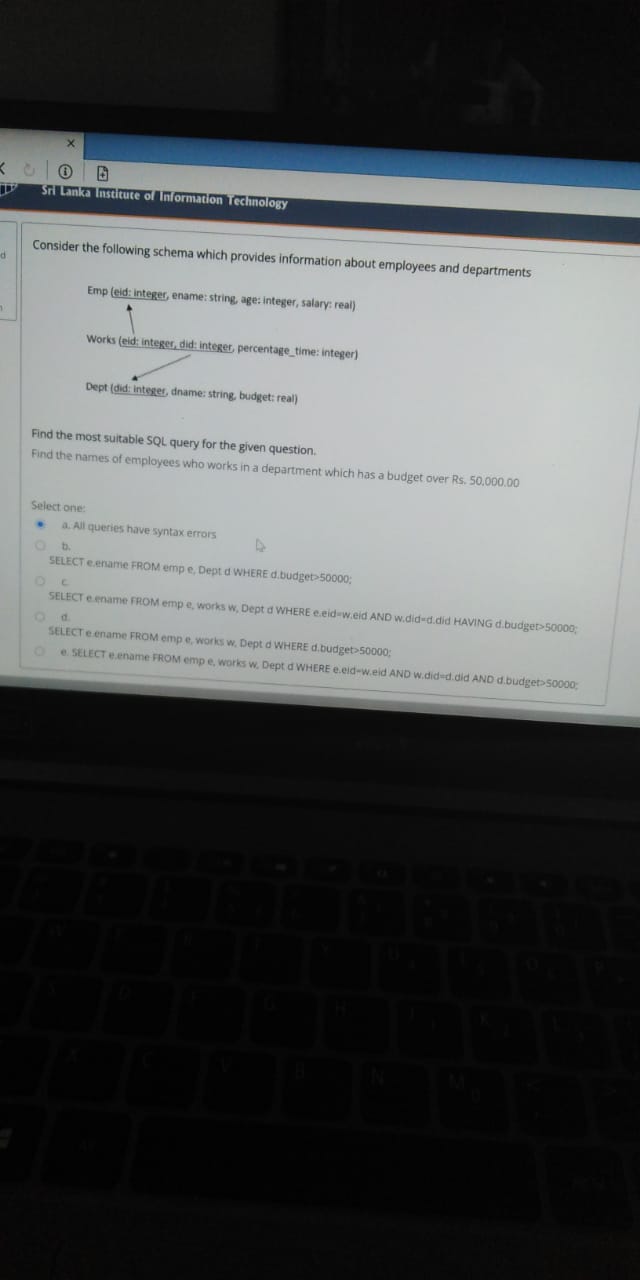 Sri Lanka Institute of Information Technology
Consider the following schema which provides information about employees and departments
Emp (eid: integer, ename: string, age: integer, salary: real)
Works (eid: integer, did: integer, percentage_time: integer)
Dept (did: integer, dname: string, budget: real)
Find the most suitable SQL query for the given question.
Find the names of employees who works in a department which has a budget over Rs. 50,000.00
Select one:
a. All queries have syntax errors
b.
SELECT e.ename FROM emp e, Dept d WHERE d.budget>50000;
c.
SELECT e.ename FROM emp e, works w, Dept d WHERE e.eid=w.eid AND w.did=d.did HAVING d.budget>50000;
d.
SELECT e.ename FROM emp e, works w, Dept d WHERE d.budget>50000;
e. SELECT e.ename FROM emp e, works w, Dept d WHERE e.eid=w.eid AND w.did=d.did AND d.budget>50000;